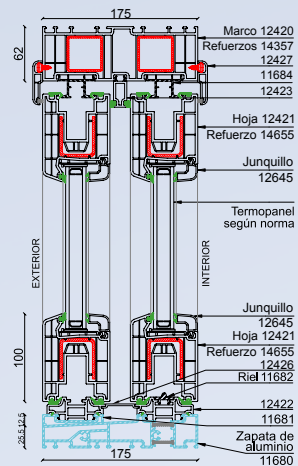 175
62
Marco 12420
Refuerzos 14357
12427
11684
12423
Hoja 12421
Refuerzo 14655
Junquillo
12645
Termopanel
según norma
EXTERIOR
INTERIOR
Junquillo
12645
Hoja 12421
Refuerzo 14655
12426
Riel 11682
100
12422
11681
25.5
12.5
Zapata de
aluminio
11680
175